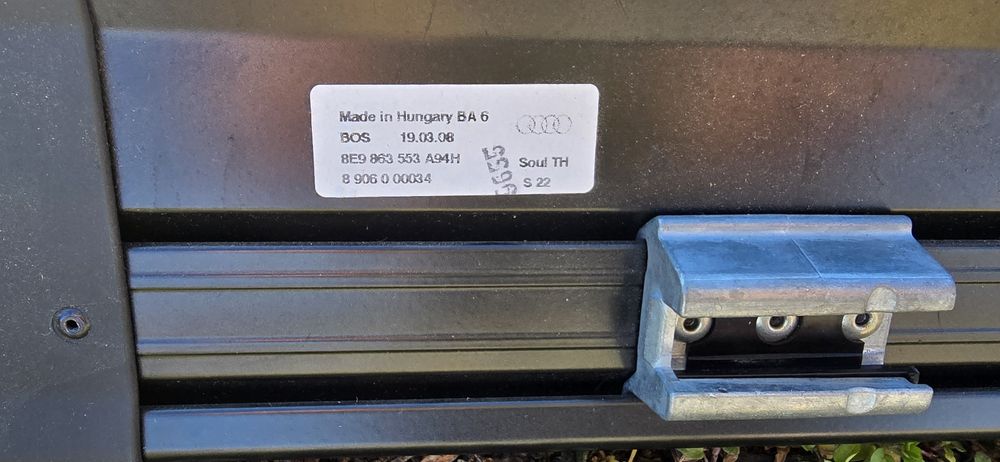 Made in Hungary BA 6
BOS 19.03.08
8E9 863 553 A94H
8 906 0 00034
5655
Soul TH
S 22